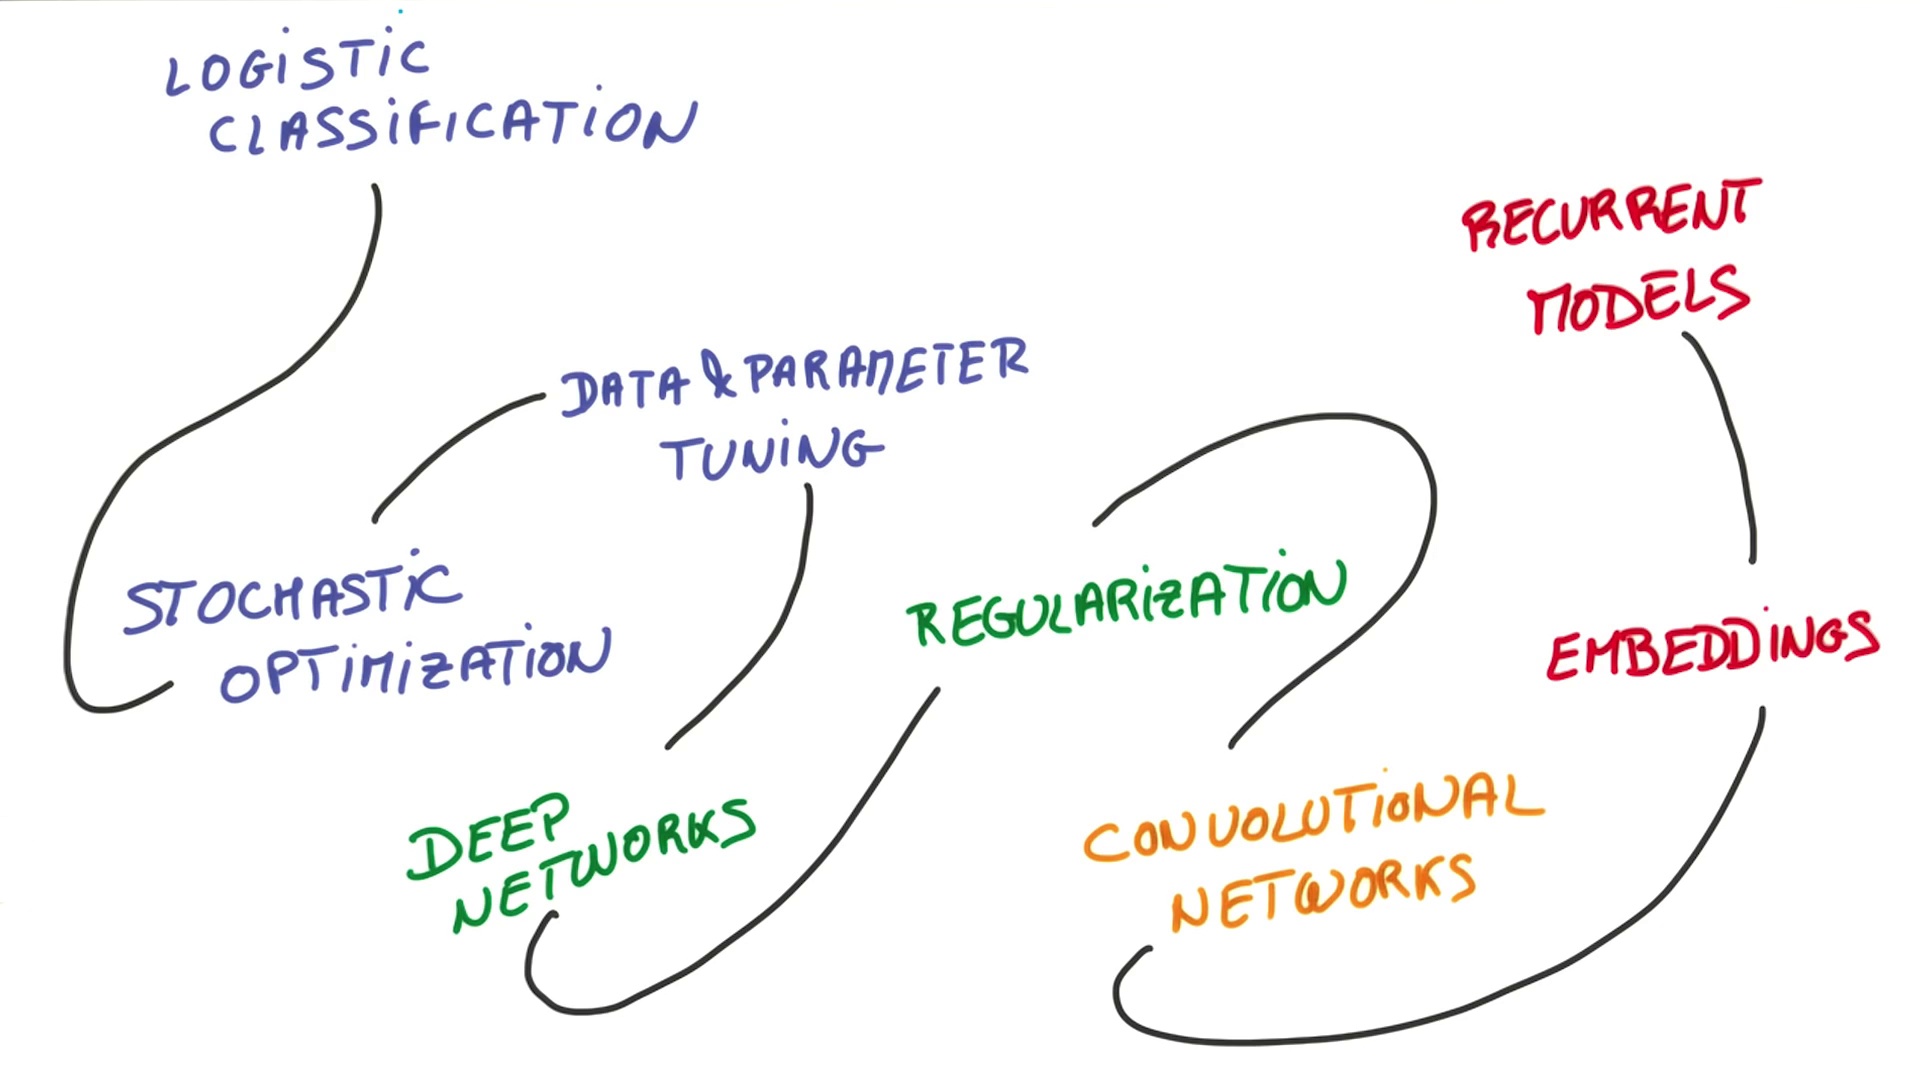 LOGISTIC
CLASSIFICATION
RECURRENT
MODELS
DATA & PARAMETER
TUNING
STOCHASTIC
OPTIMIZATION
REGULARIZATION
EMBEDDINGS
DEEP
NETWORKS
CONVOLUTIONAL
NETWORKS